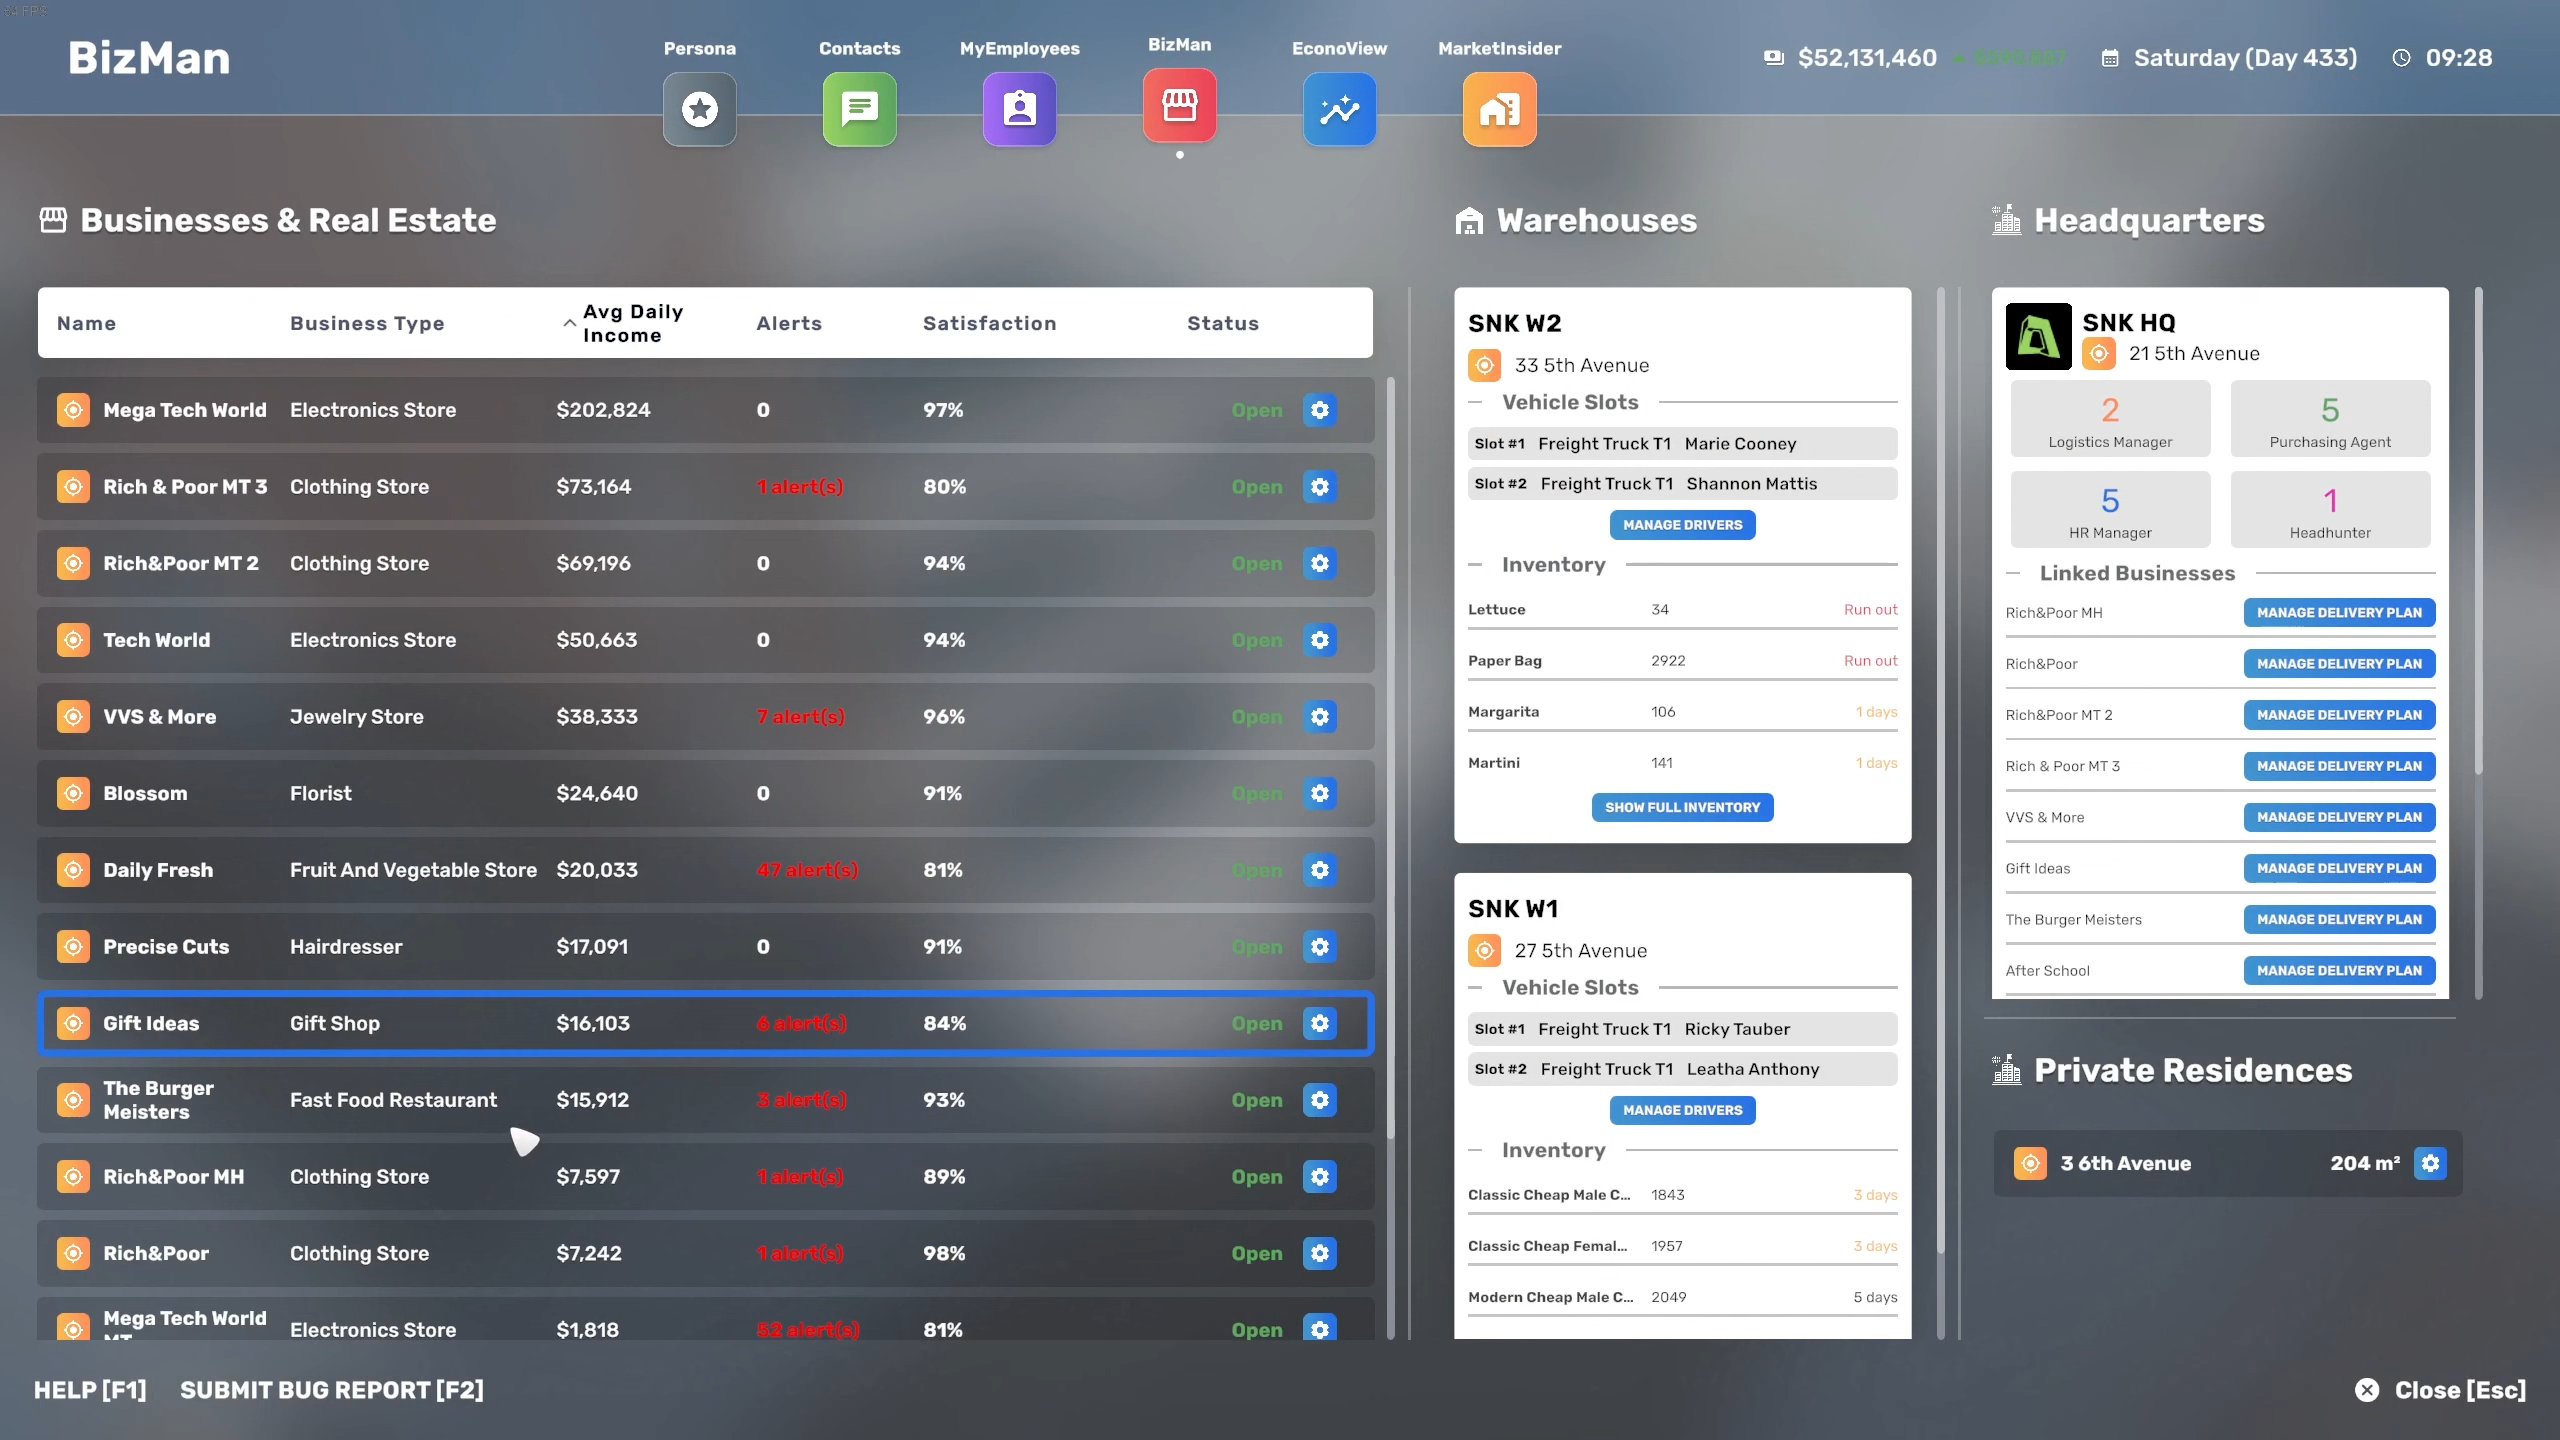 64 FPS
BizMan
Persona
Contacts
MyEmployees
BizMan
EconoView
MarketInsider
$52,131,460
Saturday (Day 433)
09:28
Businesses & Real Estate
Name Business Type Avg Daily Income Alerts Satisfaction Status
Mega Tech World Electronics Store $202,824 0 97% Open
Rich & Poor MT 3 Clothing Store $73,164 1 alert(s) 80% Open
Rich&Poor MT 2 Clothing Store $69,196 0 94% Open
Tech World Electronics Store $50,663 0 94% Open
VVS & More Jewelry Store $38,333 7 alert(s) 96% Open
Blossom Florist $24,640 0 91% Open
Daily Fresh Fruit And Vegetable Store $20,033 47 alert(s) 81% Open
Precise Cuts Hairdresser $17,091 0 91% Open
Gift Ideas Gift Shop $16,103 6 alert(s) 84% Open
The Burger Meisters Fast Food Restaurant $15,912 3 alert(s) 93% Open
Rich&Poor MH Clothing Store $7,597 1 alert(s) 89% Open
Rich&Poor Clothing Store $7,242 1 alert(s) 98% Open
Mega Tech World MT Electronics Store $1,818 52 alert(s) 81% Open
Warehouses
SNK W2
33 5th Avenue
Vehicle Slots
Slot #1 Freight Truck T1 Marie Cooney
Slot #2 Freight Truck T1 Shannon Mattis
MANAGE DRIVERS
Inventory
Lettuce 34 Run out
Paper Bag 2922 Run out
Margarita 106 1 days
Martini 141 1 days
SHOW FULL INVENTORY
SNK W1
27 5th Avenue
Vehicle Slots
Slot #1 Freight Truck T1 Ricky Tauber
Slot #2 Freight Truck T1 Leatha Anthony
MANAGE DRIVERS
Inventory
Classic Cheap Male C... 1843 3 days
Classic Cheap Femal... 1957 3 days
Modern Cheap Male C... 2049 5 days
Headquarters
SNK HQ
21 5th Avenue
2
Logistics Manager
5
Purchasing Agent
5
HR Manager
1
Headhunter
Linked Businesses
Rich&Poor MH MANAGE DELIVERY PLAN
Rich&Poor MANAGE DELIVERY PLAN
Rich&Poor MT 2 MANAGE DELIVERY PLAN
Rich & Poor MT 3 MANAGE DELIVERY PLAN
VVS & More MANAGE DELIVERY PLAN
Gift Ideas MANAGE DELIVERY PLAN
The Burger Meisters MANAGE DELIVERY PLAN
After School MANAGE DELIVERY PLAN
Private Residences
3 6th Avenue 204 m²
HELP [F1]
SUBMIT BUG REPORT [F2]
Close [Esc]